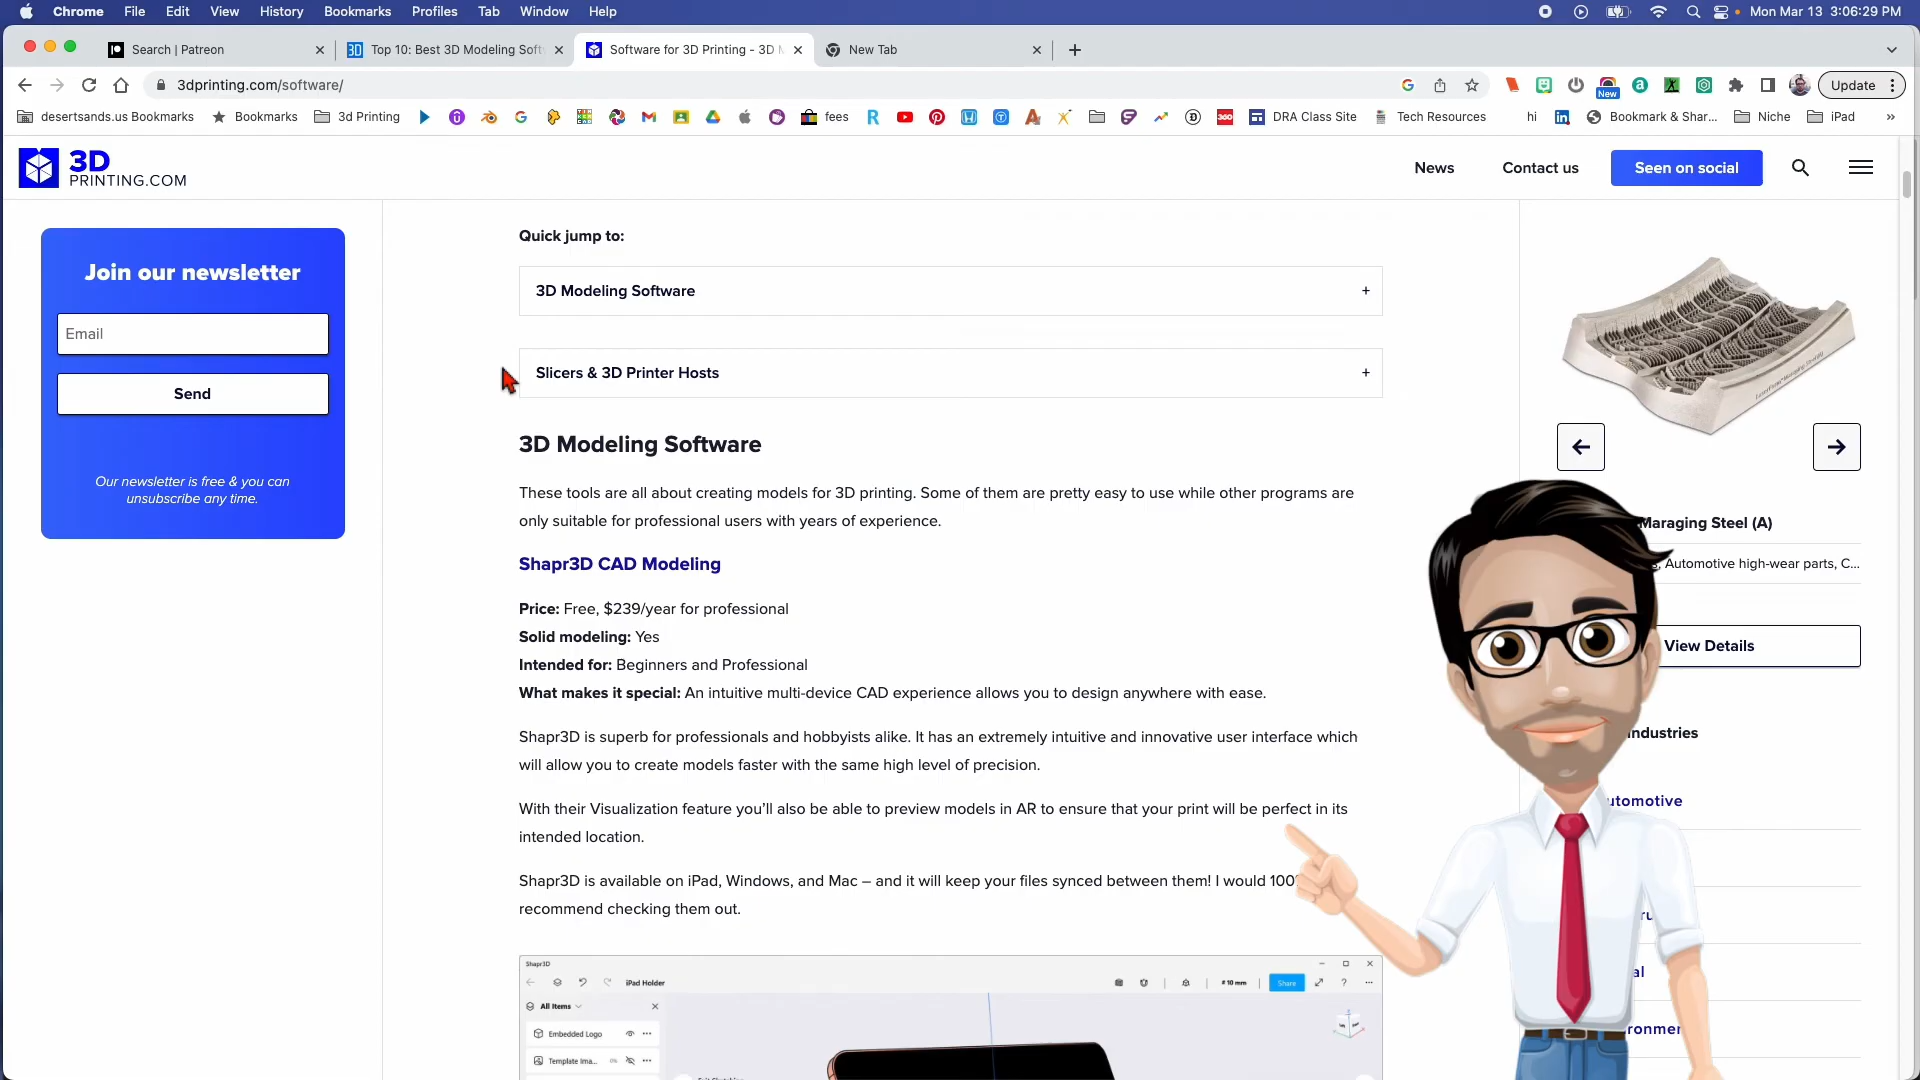 Chrome File Edit View History Bookmarks Profiles Tab Window Help
Mon Mar 13 3:06:29 PM
Search | Patreon
Top 10: Best 3D Modeling Soft
Software for 3D Printing - 3D M
New Tab
3dprinting.com/software/
New
Update
desertsands.us Bookmarks
Bookmarks
3d Printing
fees
360
DRA Class Site
Tech Resources
hi
Bookmark & Shar...
Niche
iPad
»
3D
PRINTING.COM
News
Contact us
Seen on social
Join our newsletter
Email
Send
Our newsletter is free & you can
unsubscribe any time.
Quick jump to:
3D Modeling Software +
Slicers & 3D Printer Hosts +
3D Modeling Software
These tools are all about creating models for 3D printing. Some of them are pretty easy to use while other programs are
only suitable for professional users with years of experience.
Shapr3D CAD Modeling
Price: Free, $239/year for professional
Solid modeling: Yes
Intended for: Beginners and Professional
What makes it special: An intuitive multi-device CAD experience allows you to design anywhere with ease.
Shapr3D is superb for professionals and hobbyists alike. It has an extremely intuitive and innovative user interface which
will allow you to create models faster with the same high level of precision.
With their Visualization feature you'll also be able to preview models in AR to ensure that your print will be perfect in its
intended location.
Shapr3D is available on iPad, Windows, and Mac – and it will keep your files synced between them! I would 100
recommend checking them out.
Shapr3D
iPad Holder
# 10 mm
Share
All Items
Embedded Logo
Template Ima...
Maraging Steel (A)
, Automotive high-wear parts, C...
View Details
Industries
utomotive
ru
al
ronmen